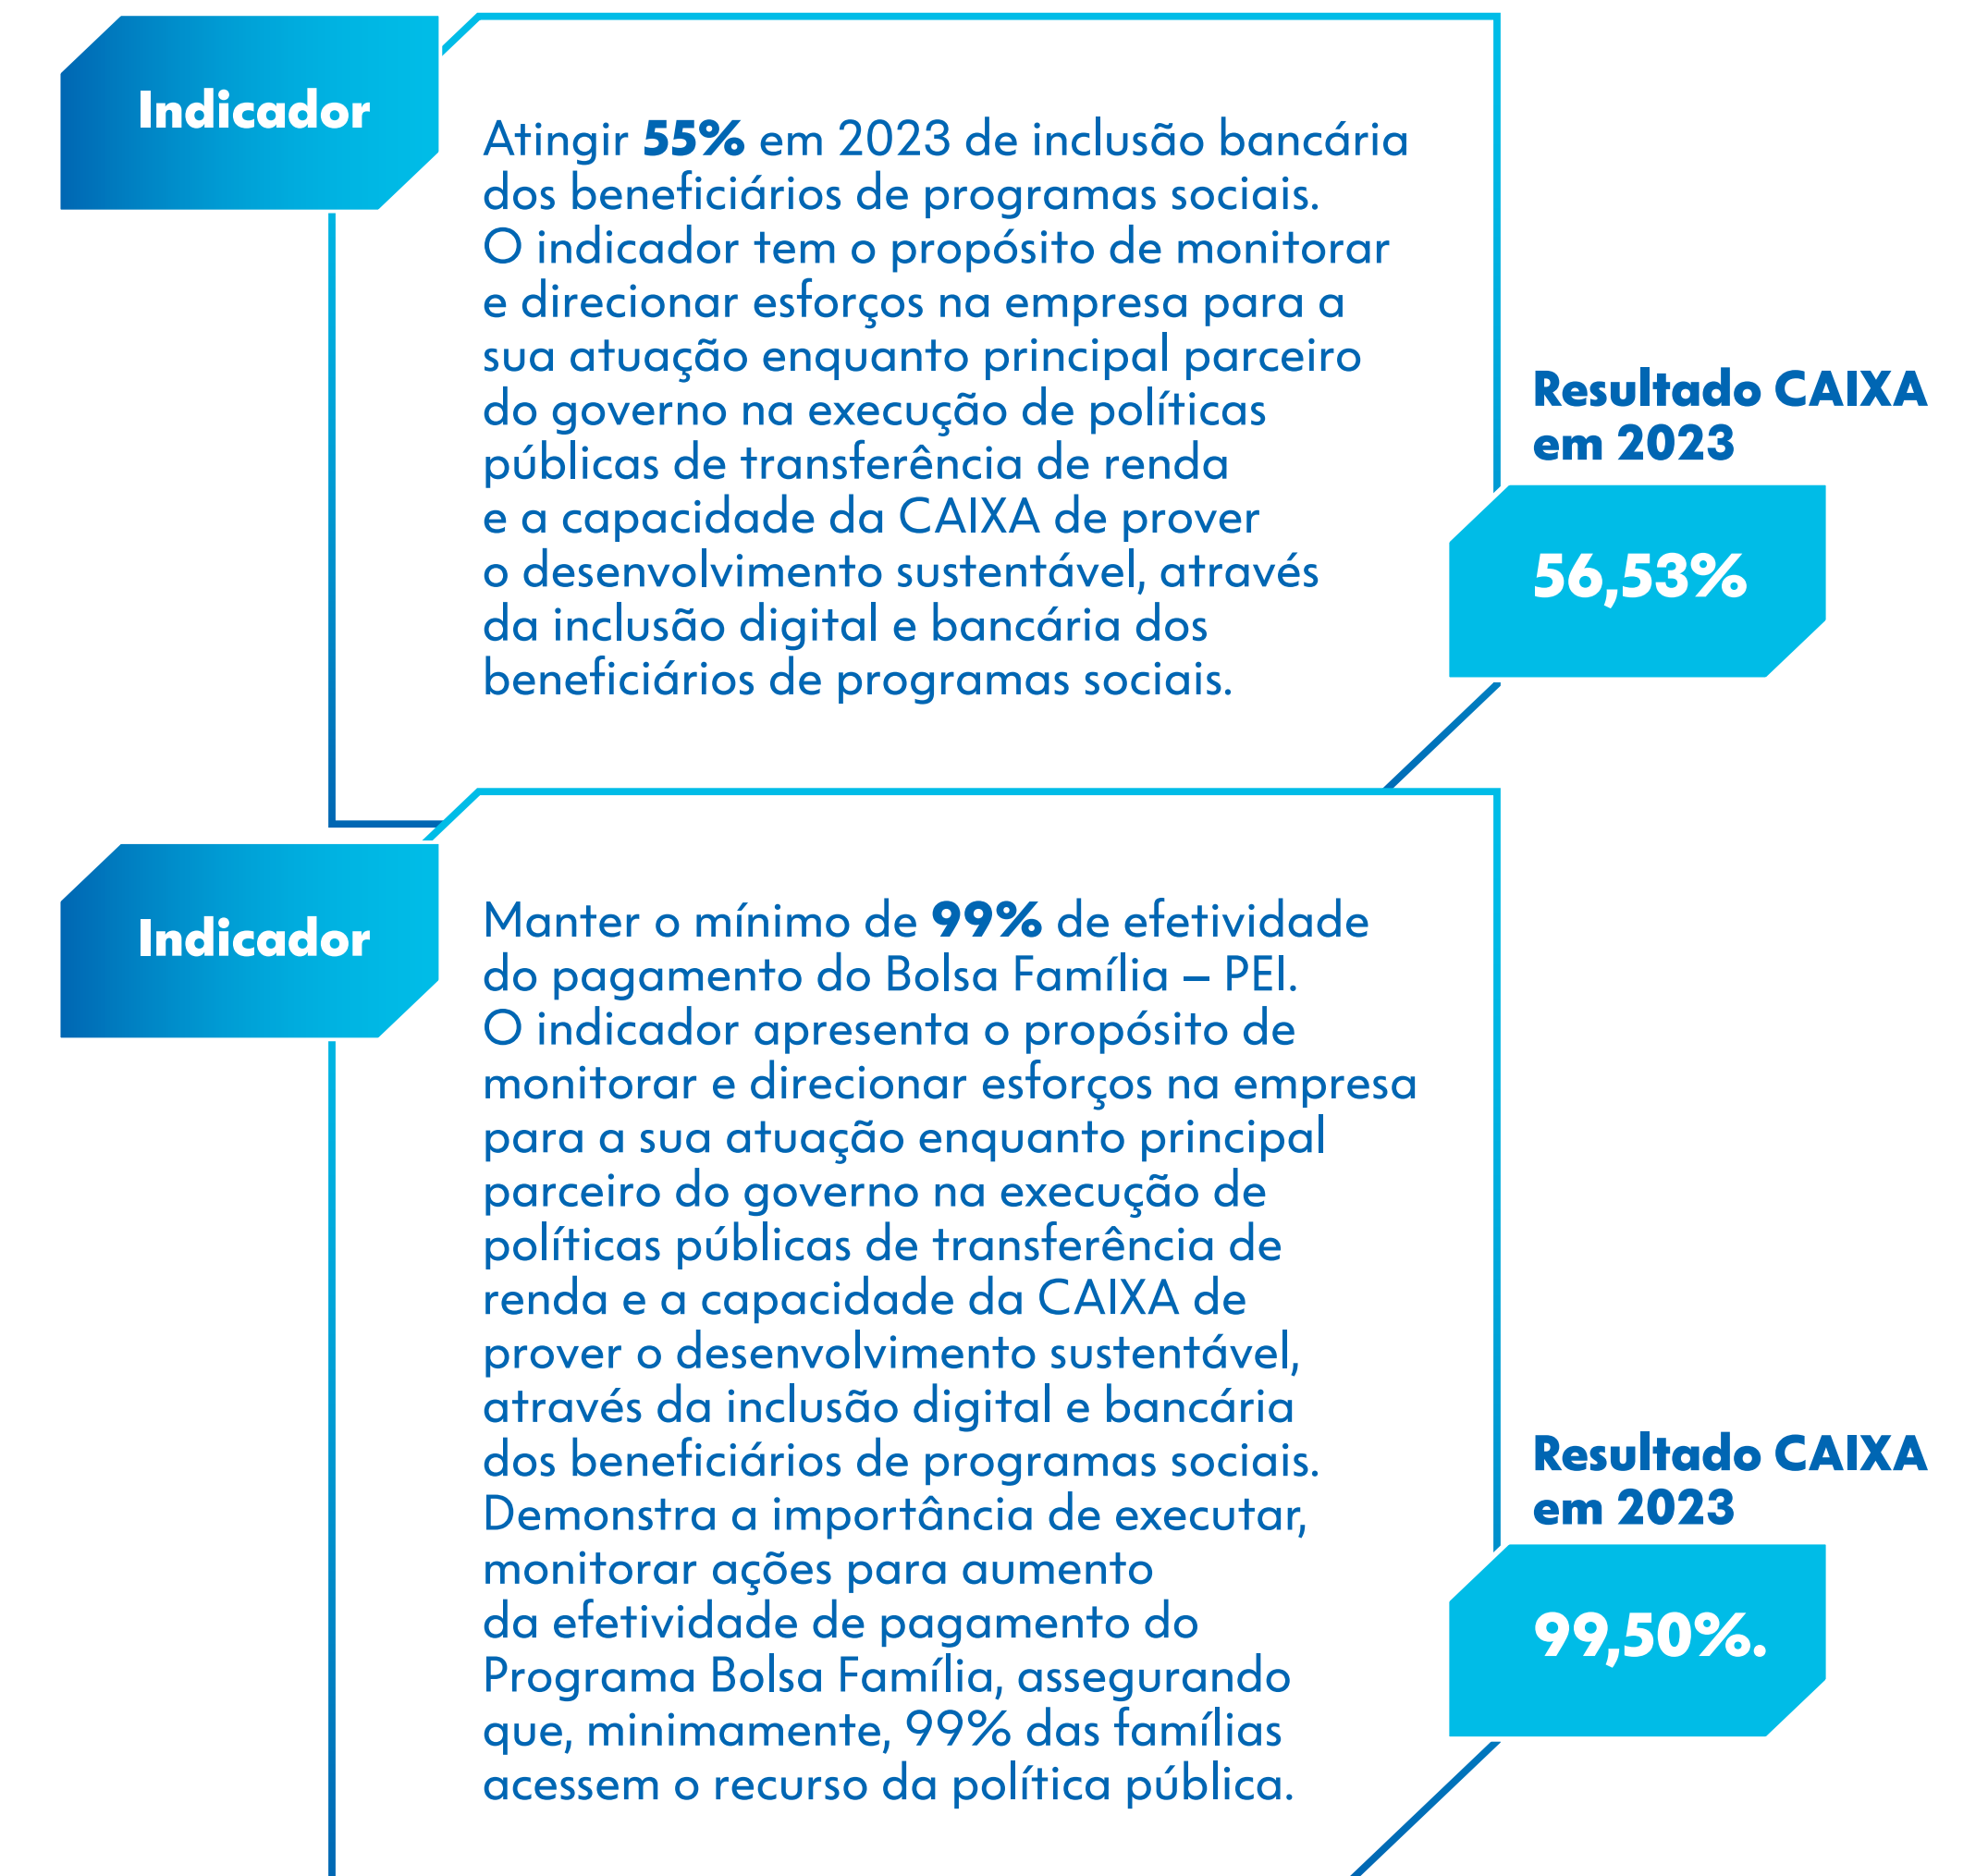 Indicador
Atingir 55% em 2023 de inclusão bancária
dos beneficiários de programas sociais.
O indicador tem o propósito de monitorar
e direcionar esforços na empresa para a
sua atuação enquanto principal parceiro
do governo na execução de políticas
públicas de transferência de renda
e a capacidade da CAIXA de prover
o desenvolvimento sustentável, através
da inclusão digital e bancária dos
beneficiários de programas sociais.
Resultado CAIXA
em 2023
56,53%
Indicador
Manter o mínimo de 99% de efetividade
do pagamento do Bolsa Família – PEI.
O indicador apresenta o propósito de
monitorar e direcionar esforços na empresa
para a sua atuação enquanto principal
parceiro do governo na execução de
políticas públicas de transferência de
renda e a capacidade da CAIXA de
prover o desenvolvimento sustentável,
através da inclusão digital e bancária
dos beneficiários de programas sociais.
Demonstra a importância de executar,
monitorar ações para aumento
da efetividade de pagamento do
Programa Bolsa Família, assegurando
que, minimamente, 99% das famílias
acessem o recurso da política pública.
Resultado CAIXA
em 2023
99,50%.